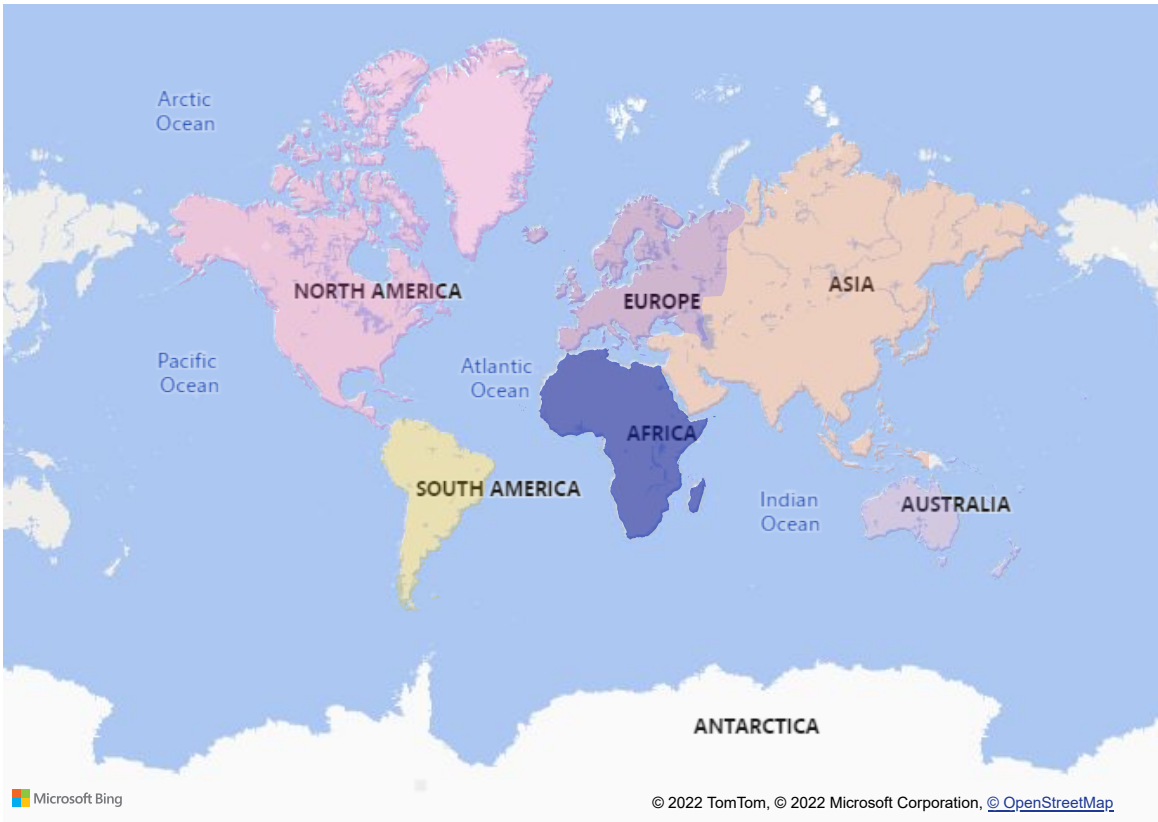 Arctic
Ocean
NORTH AMERICA
EUROPE
ASIA
Pacific
Ocean
Atlantic
Ocean
AFRICA
SOUTH AMERICA
Indian
Ocean
AUSTRALIA
ANTARCTICA
Microsoft Bing
© 2022 TomTom, © 2022 Microsoft Corporation, © OpenStreetMap